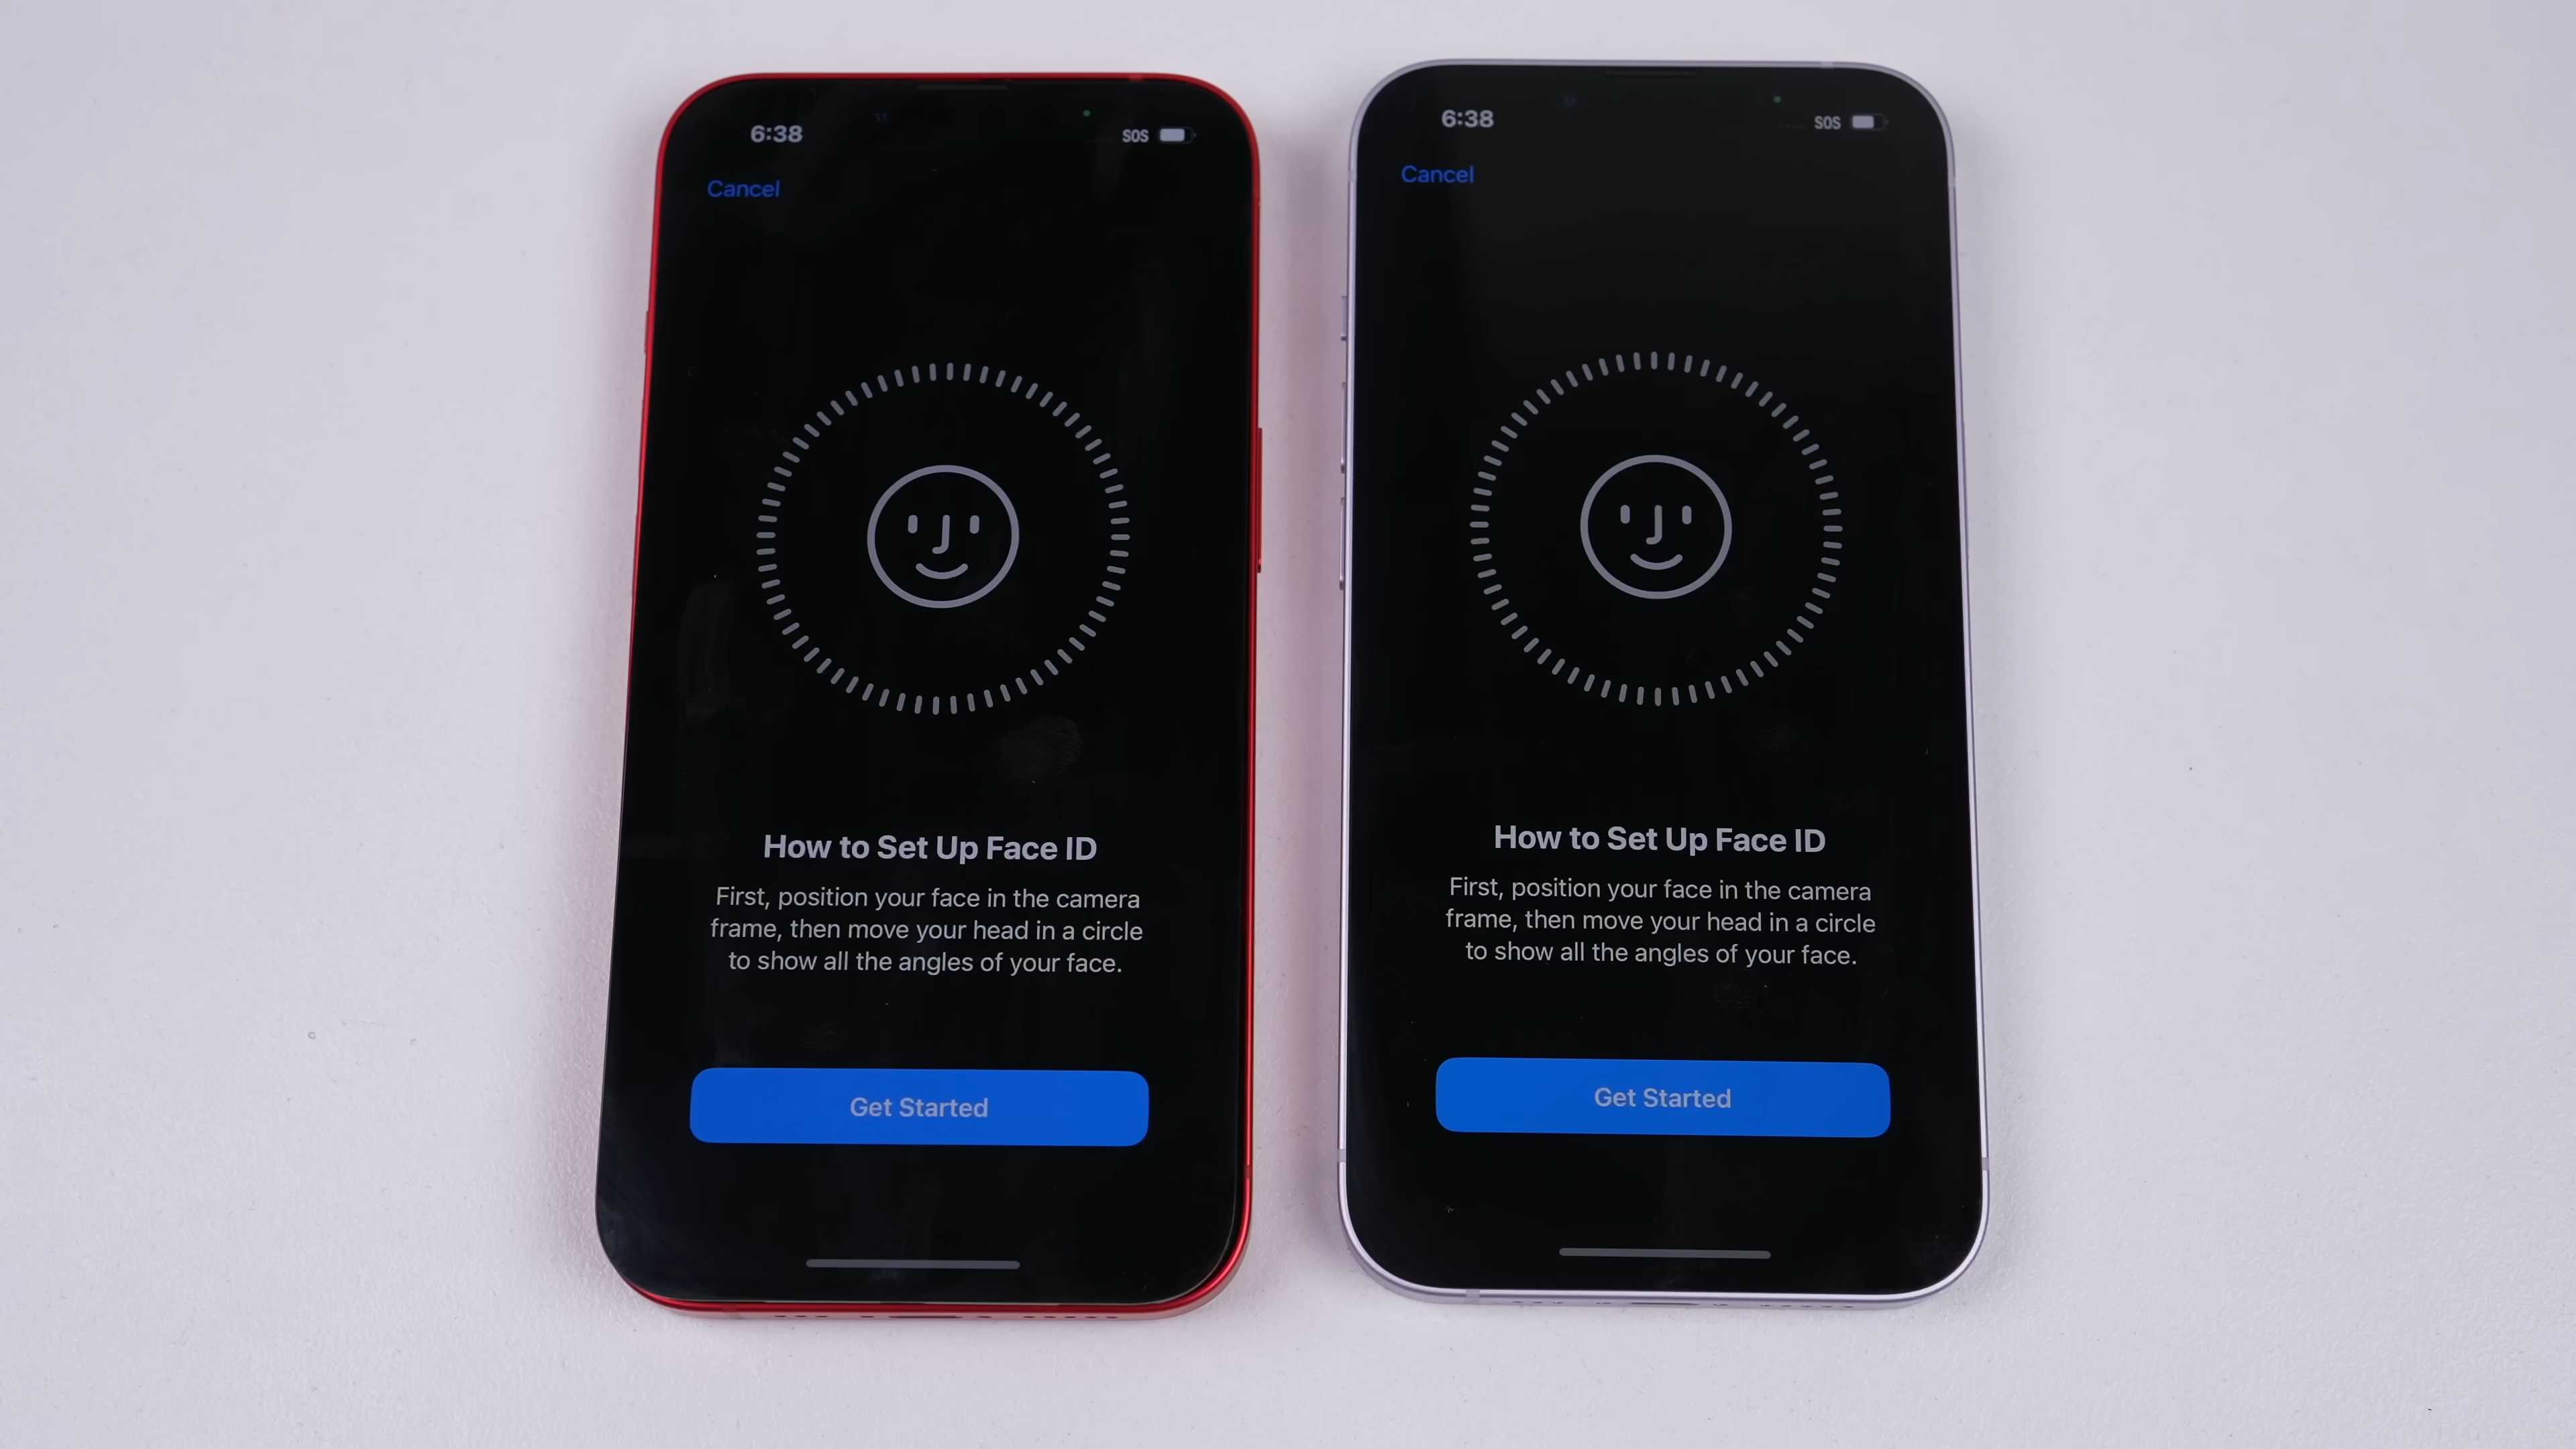 6:38
SOS
Cancel
How to Set Up Face ID
First, position your face in the camera
frame, then move your head in a circle
to show all the angles of your face.
Get Started
6:38
SOS
Cancel
How to Set Up Face ID
First, position your face in the camera
frame, then move your head in a circle
to show all the angles of your face.
Get Started